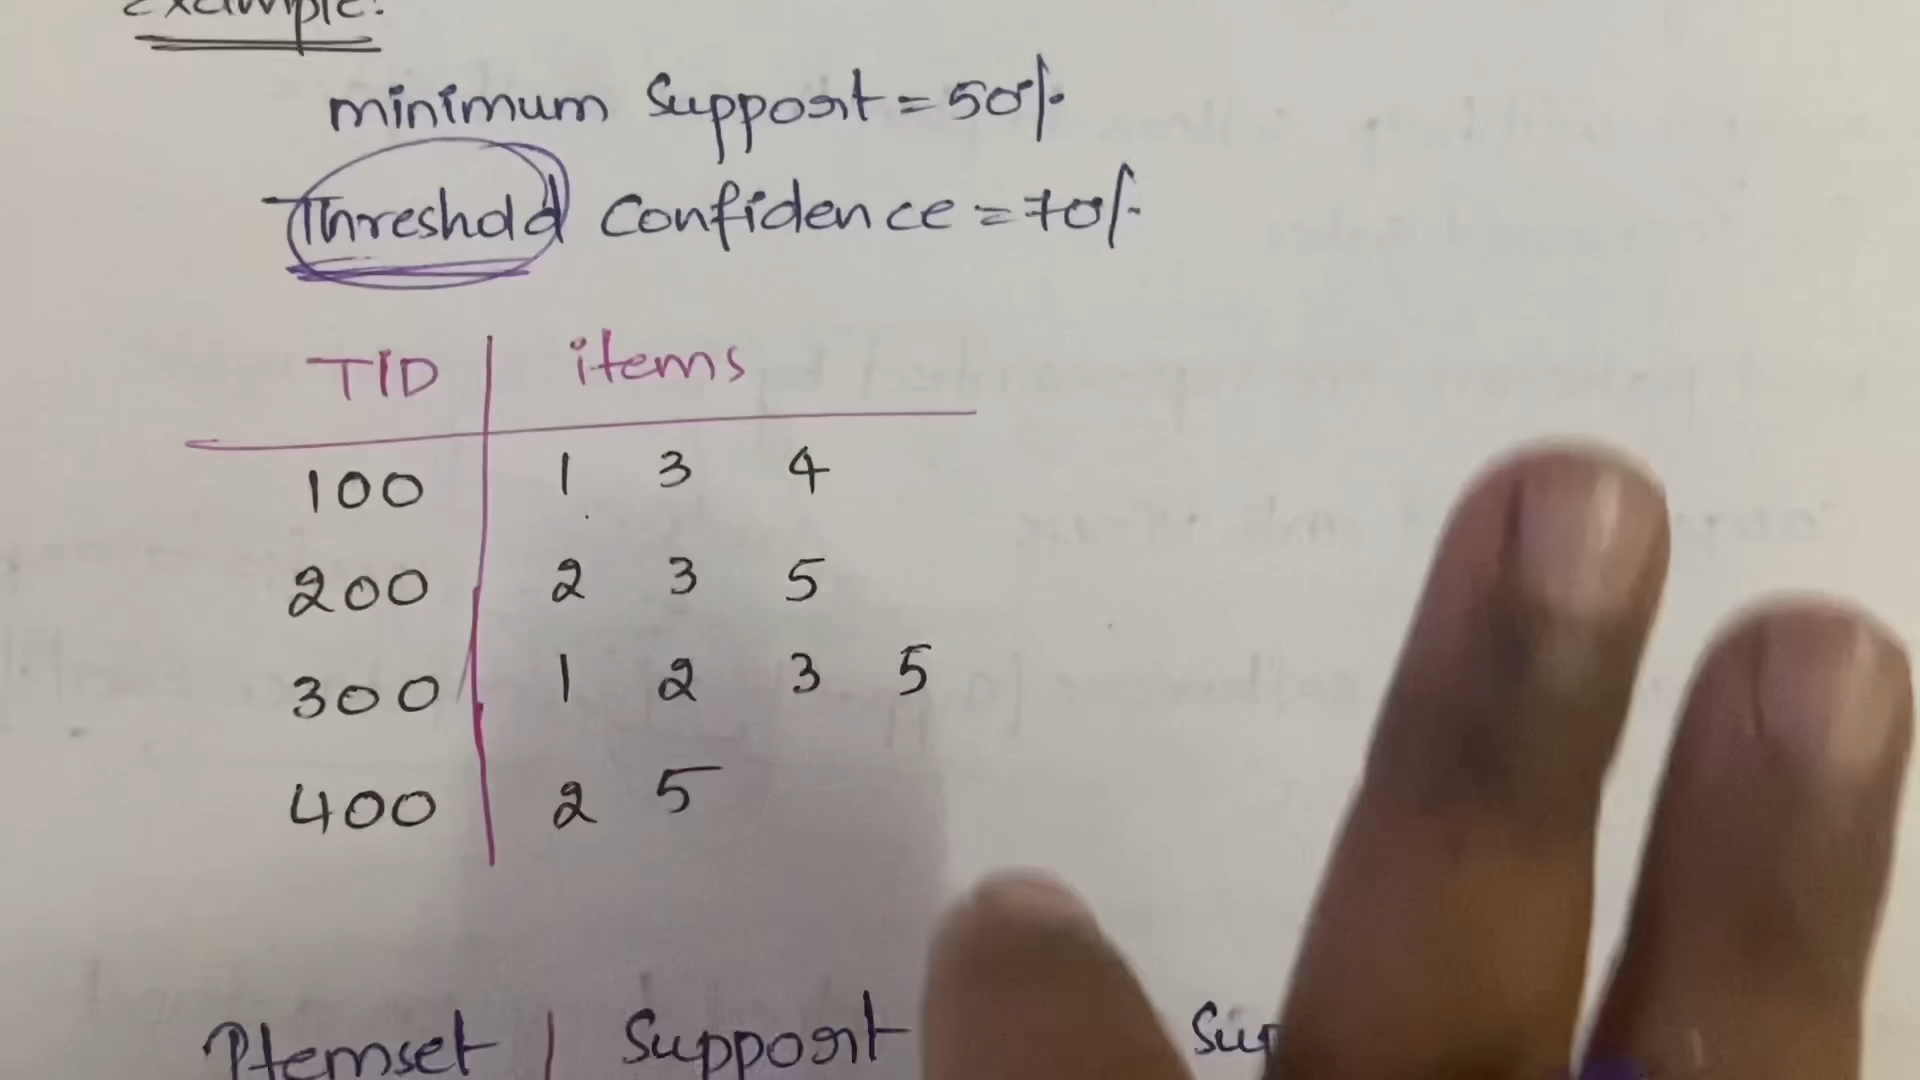 example:
minimum Support = 50%
Threshold Confidence = 70%
TID items
100 1 3 4
200 2 3 5
300 1 2 3 5
400 2 5
Itemset Support